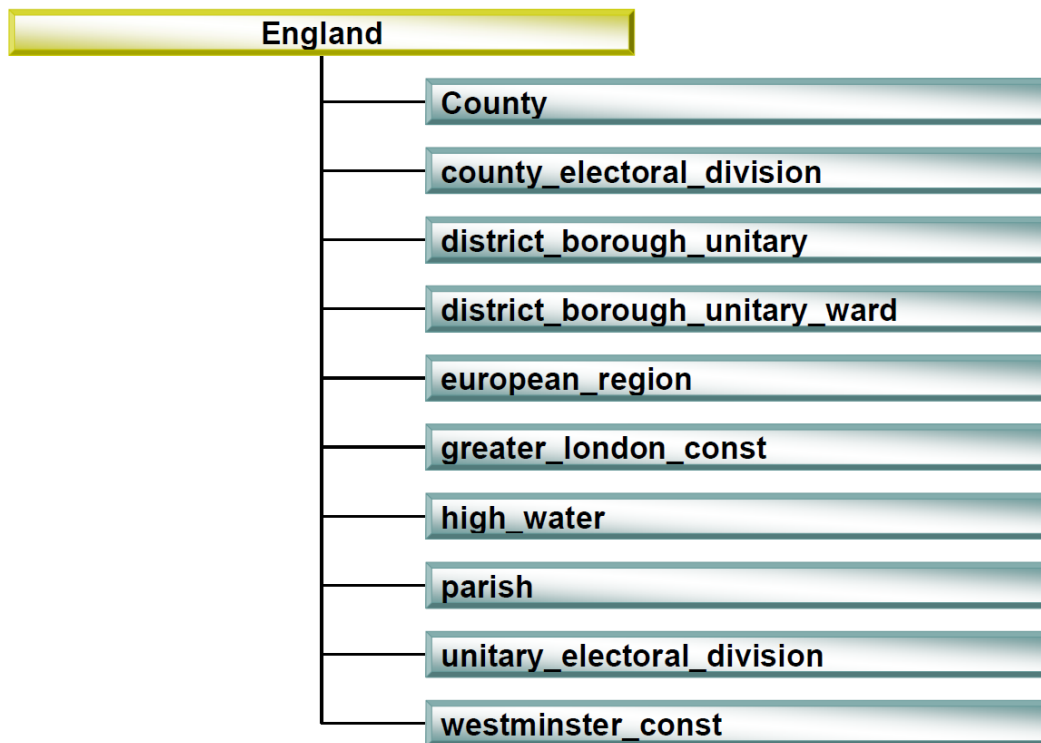 England
County
county_electoral_division
district_borough_unitary
district_borough_unitary_ward
european_region
greater_london_const
high_water
parish
unitary_electoral_division
westminster_const